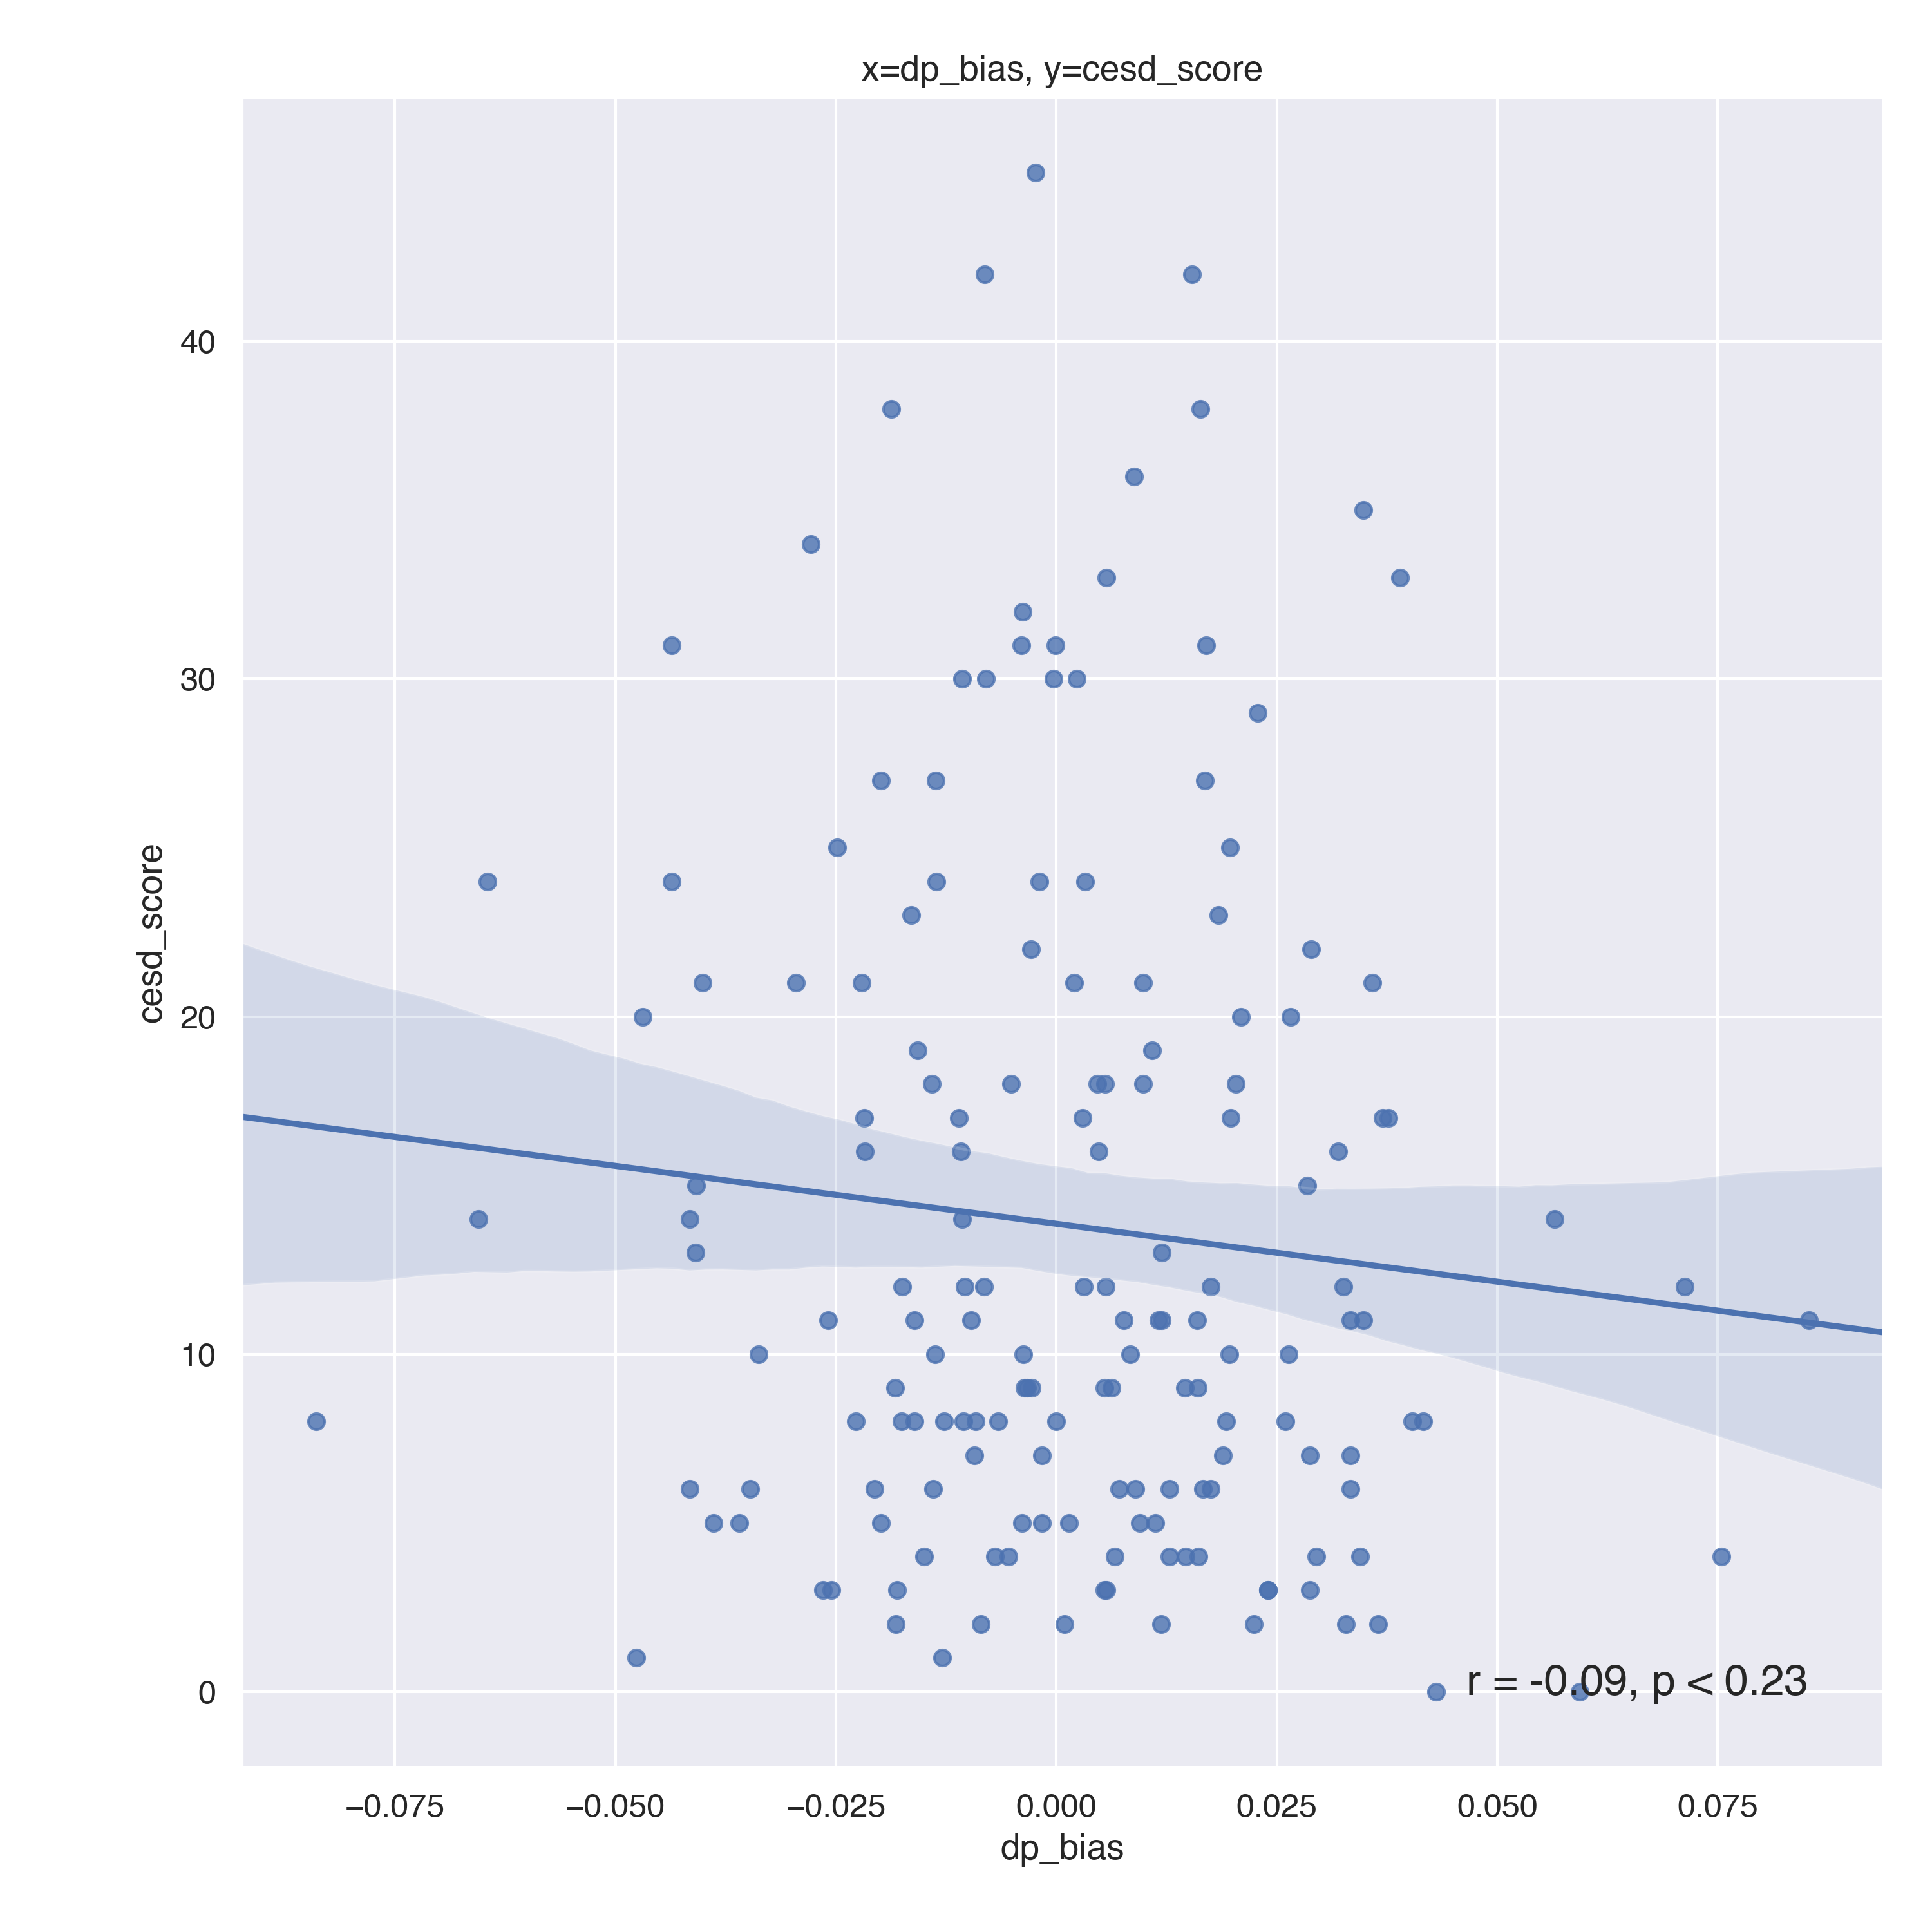 x=dp_bias, y=cesd_score
cesd_score
40
30
20
10
0
r = -0.09, p < 0.23
−0.075 −0.050 −0.025 0.000 0.025 0.050 0.075
dp_bias